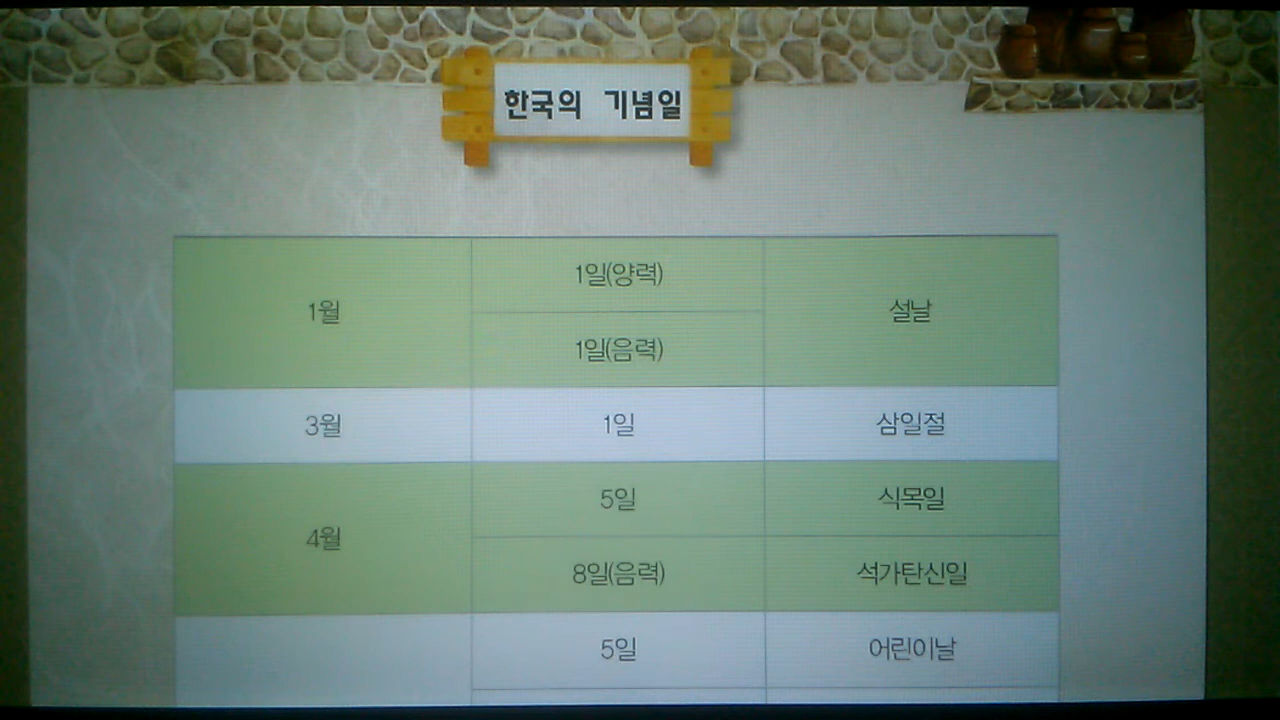 한국의 기념일
1월
1일(양력)
1일(음력)
설날
3월
1일
삼일절
4월
5일
식목일
8일(음력)
석가탄신일
5일
어린이날